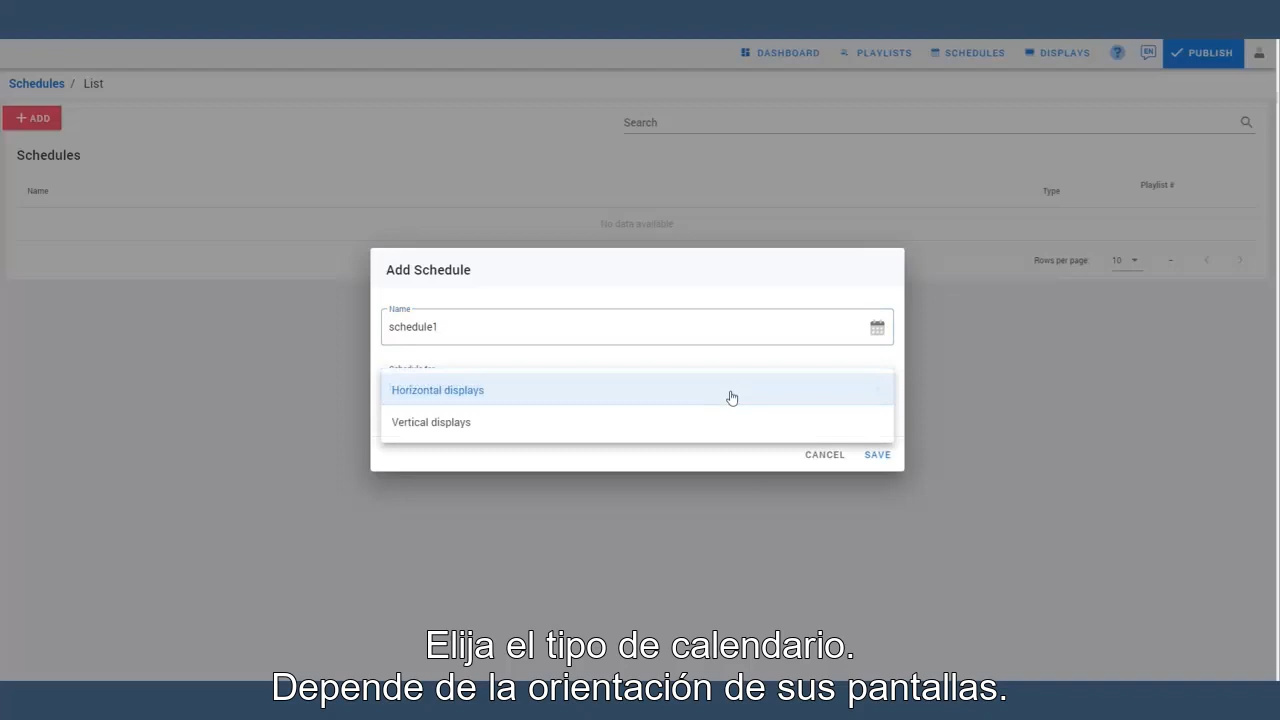 DASHBOARD PLAYLISTS SCHEDULES DISPLAYS ? EN PUBLISH
Schedules / List
+ ADD
Search
Schedules
Name Type Playlist #
No data available
Rows per page: 10 -
Add Schedule
Name
schedule1
Schedule for
Horizontal displays
Vertical displays
CANCEL SAVE
Elija el tipo de calendario.
Depende de la orientación de sus pantallas.